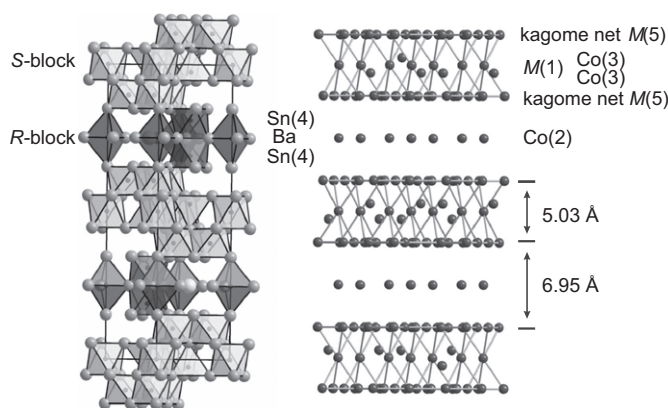 S-block
R-block
Sn(4)
Ba
Sn(4)
kagome net M(5)
M(1) Co(3)
Co(3)
kagome net M(5)
Co(2)
5.03 Å
6.95 Å